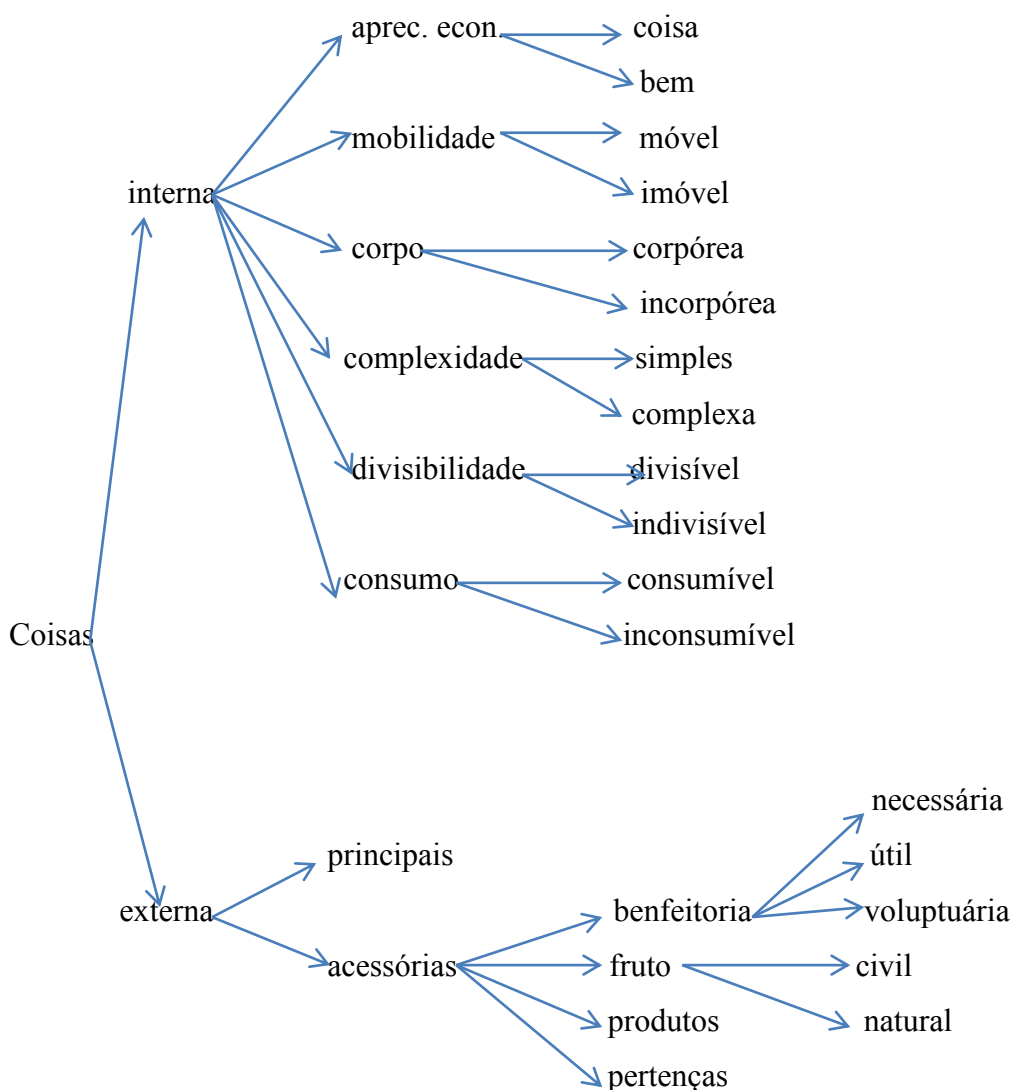 aprec. econ.
coisa
bem
mobilidade
móvel
imóvel
interna
corpo
corpórea
incorpórea
complexidade
simples
complexa
divisibilidade
divisível
indivisível
consumo
consumível
inconsumível
Coisas
necessária
principais
útil
externa
benfeitoria
voluptuária
acessórias
fruto
civil
produtos
natural
pertenças